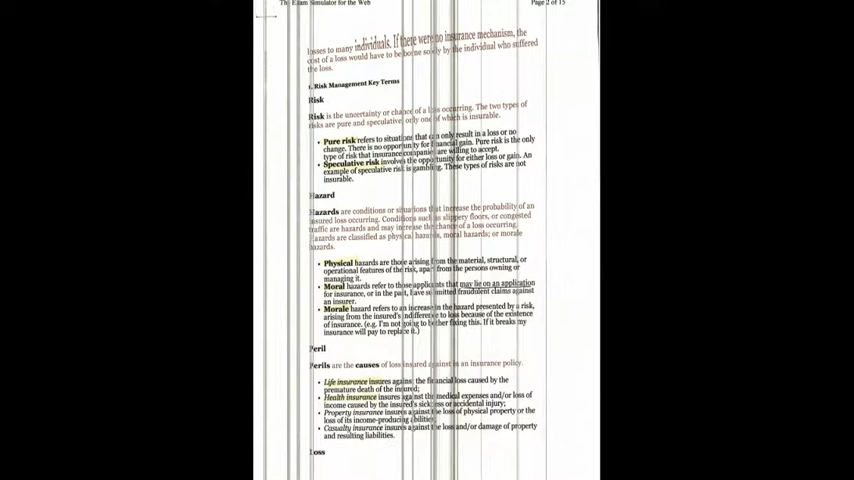 The Exam Simulator for the Web Page 2 of 15
losses to many individuals. If there were no insurance mechanism, the
cost of a loss would have to be borne solely by the individual who suffered
the loss.
1. Risk Management Key Terms
Risk
Risk is the uncertainty or chance of a loss occurring. The two types of
risks are pure and speculative, only one of which is insurable.
• Pure risk refers to situations that can only result in a loss or no
change. There is no opportunity for financial gain. Pure risk is the only
type of risk that insurance companies are willing to accept.
• Speculative risk involves the opportunity for either loss or gain. An
example of speculative risk is gambling. These types of risks are not
insurable.
Hazard
Hazards are conditions or situations that increase the probability of an
insured loss occurring. Conditions such as slippery floors, or congested
traffic are hazards and may increase the chance of a loss occurring.
Hazards are classified as physical hazards, moral hazards, or morale
hazards.
• Physical hazards are those arising from the material, structural, or
operational features of the risk, apart from the persons owning or
managing it.
• Moral hazards refer to those applicants that may lie on an application
for insurance, or in the past, have submitted fraudulent claims against
an insurer.
• Morale hazard refers to an increase in the hazard presented by a risk,
arising from the insured's indifference to loss because of the existence
of insurance. (e.g. I'm not going to bother fixing this. If it breaks my
insurance will pay to replace it.)
Peril
Perils are the causes of loss insured against in an insurance policy.
• Life insurance insures against the financial loss caused by the
premature death of the insured;
• Health insurance insures against the medical expenses and/or loss of
income caused by the insured's sickness or accidental injury;
• Property insurance insures against the loss of physical property or the
loss of its income-producing abilities;
• Casualty insurance insures against the loss and/or damage of property
and resulting liabilities.
Loss